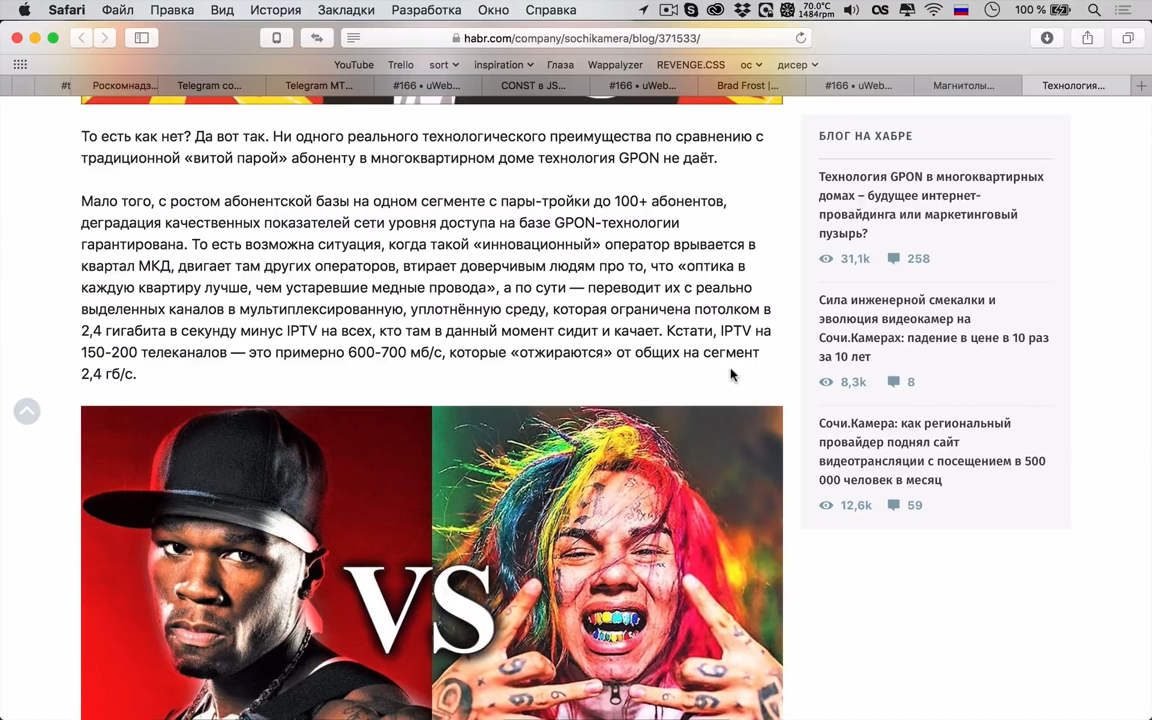 Safari Файл Правка Вид История Закладки Разработка Окно Справка 70.0°C 1484rpm 100 %
habr.com/company/sochikamera/blog/371533/
YouTube Trello sort inspiration Глаза Wappalyzer REVENGE.CSS ос дисер
#t Роскомнадз... Telegram co... Telegram MT... #166 • uWeb... CONST в JS... #166 • uWeb... Brad Frost |... #166 • uWeb... Магнитолы... Технология...
То есть как нет? Да вот так. Ни одного реального технологического преимущества по сравнению с
традиционной «витой парой» абоненту в многоквартирном доме технология GPON не даёт.
Мало того, с ростом абонентской базы на одном сегменте с пары-тройки до 100+ абонентов,
деградация качественных показателей сети уровня доступа на базе GPON-технологии
гарантирована. То есть возможна ситуация, когда такой «инновационный» оператор врывается в
квартал МКД, двигает там других операторов, втирает доверчивым людям про то, что «оптика в
каждую квартиру лучше, чем устаревшие медные провода», а по сути — переводит их с реально
выделенных каналов в мультиплексированную, уплотнённую среду, которая ограничена потолком в
2,4 гигабита в секунду минус IPTV на всех, кто там в данный момент сидит и качает. Кстати, IPTV на
150-200 телеканалов — это примерно 600-700 мб/с, которые «отжираются» от общих на сегмент
2,4 гб/с.
VS
БЛОГ НА ХАБРЕ
Технология GPON в многоквартирных
домах – будущее интернет-
провайдинга или маркетинговый
пузырь?
31,1k 258
Сила инженерной смекалки и
эволюция видеокамер на
Сочи.Камерах: падение в цене в 10 раз
за 10 лет
8,3k 8
Сочи.Камера: как региональный
провайдер поднял сайт
видеотрансляции с посещением в 500
000 человек в месяц
12,6k 59